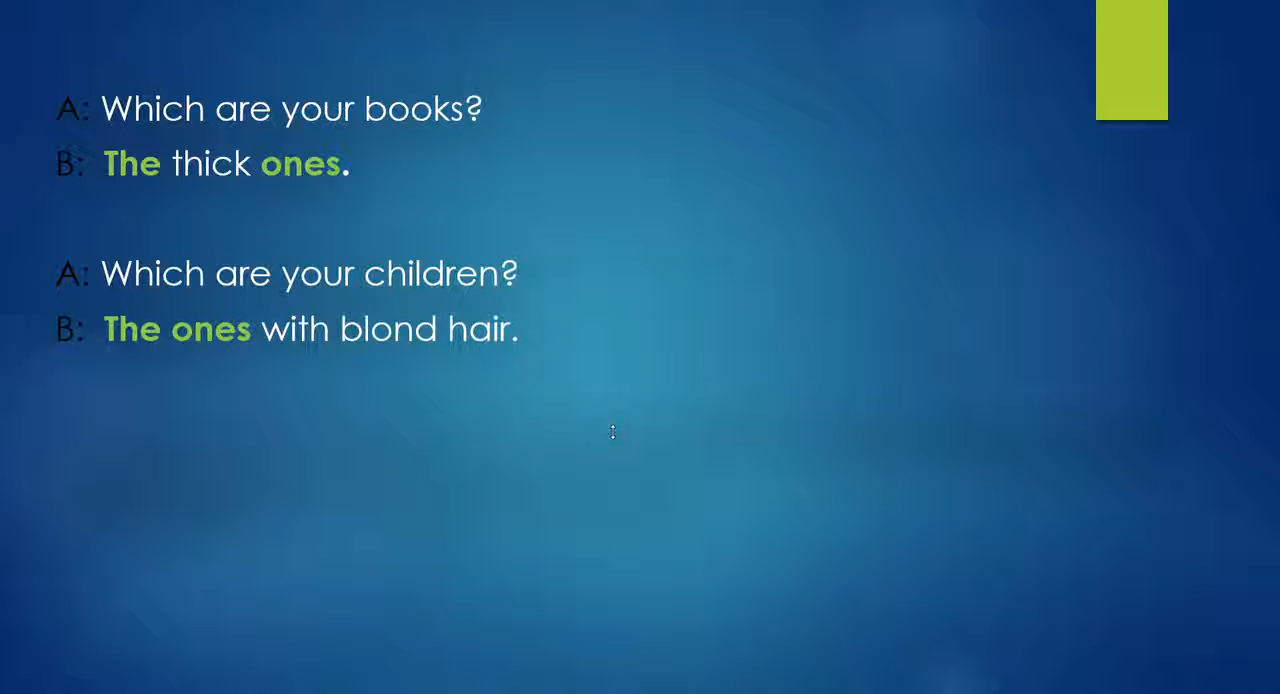 A: Which are your books?
B: The thick ones.
A: Which are your children?
B: The ones with blond hair.